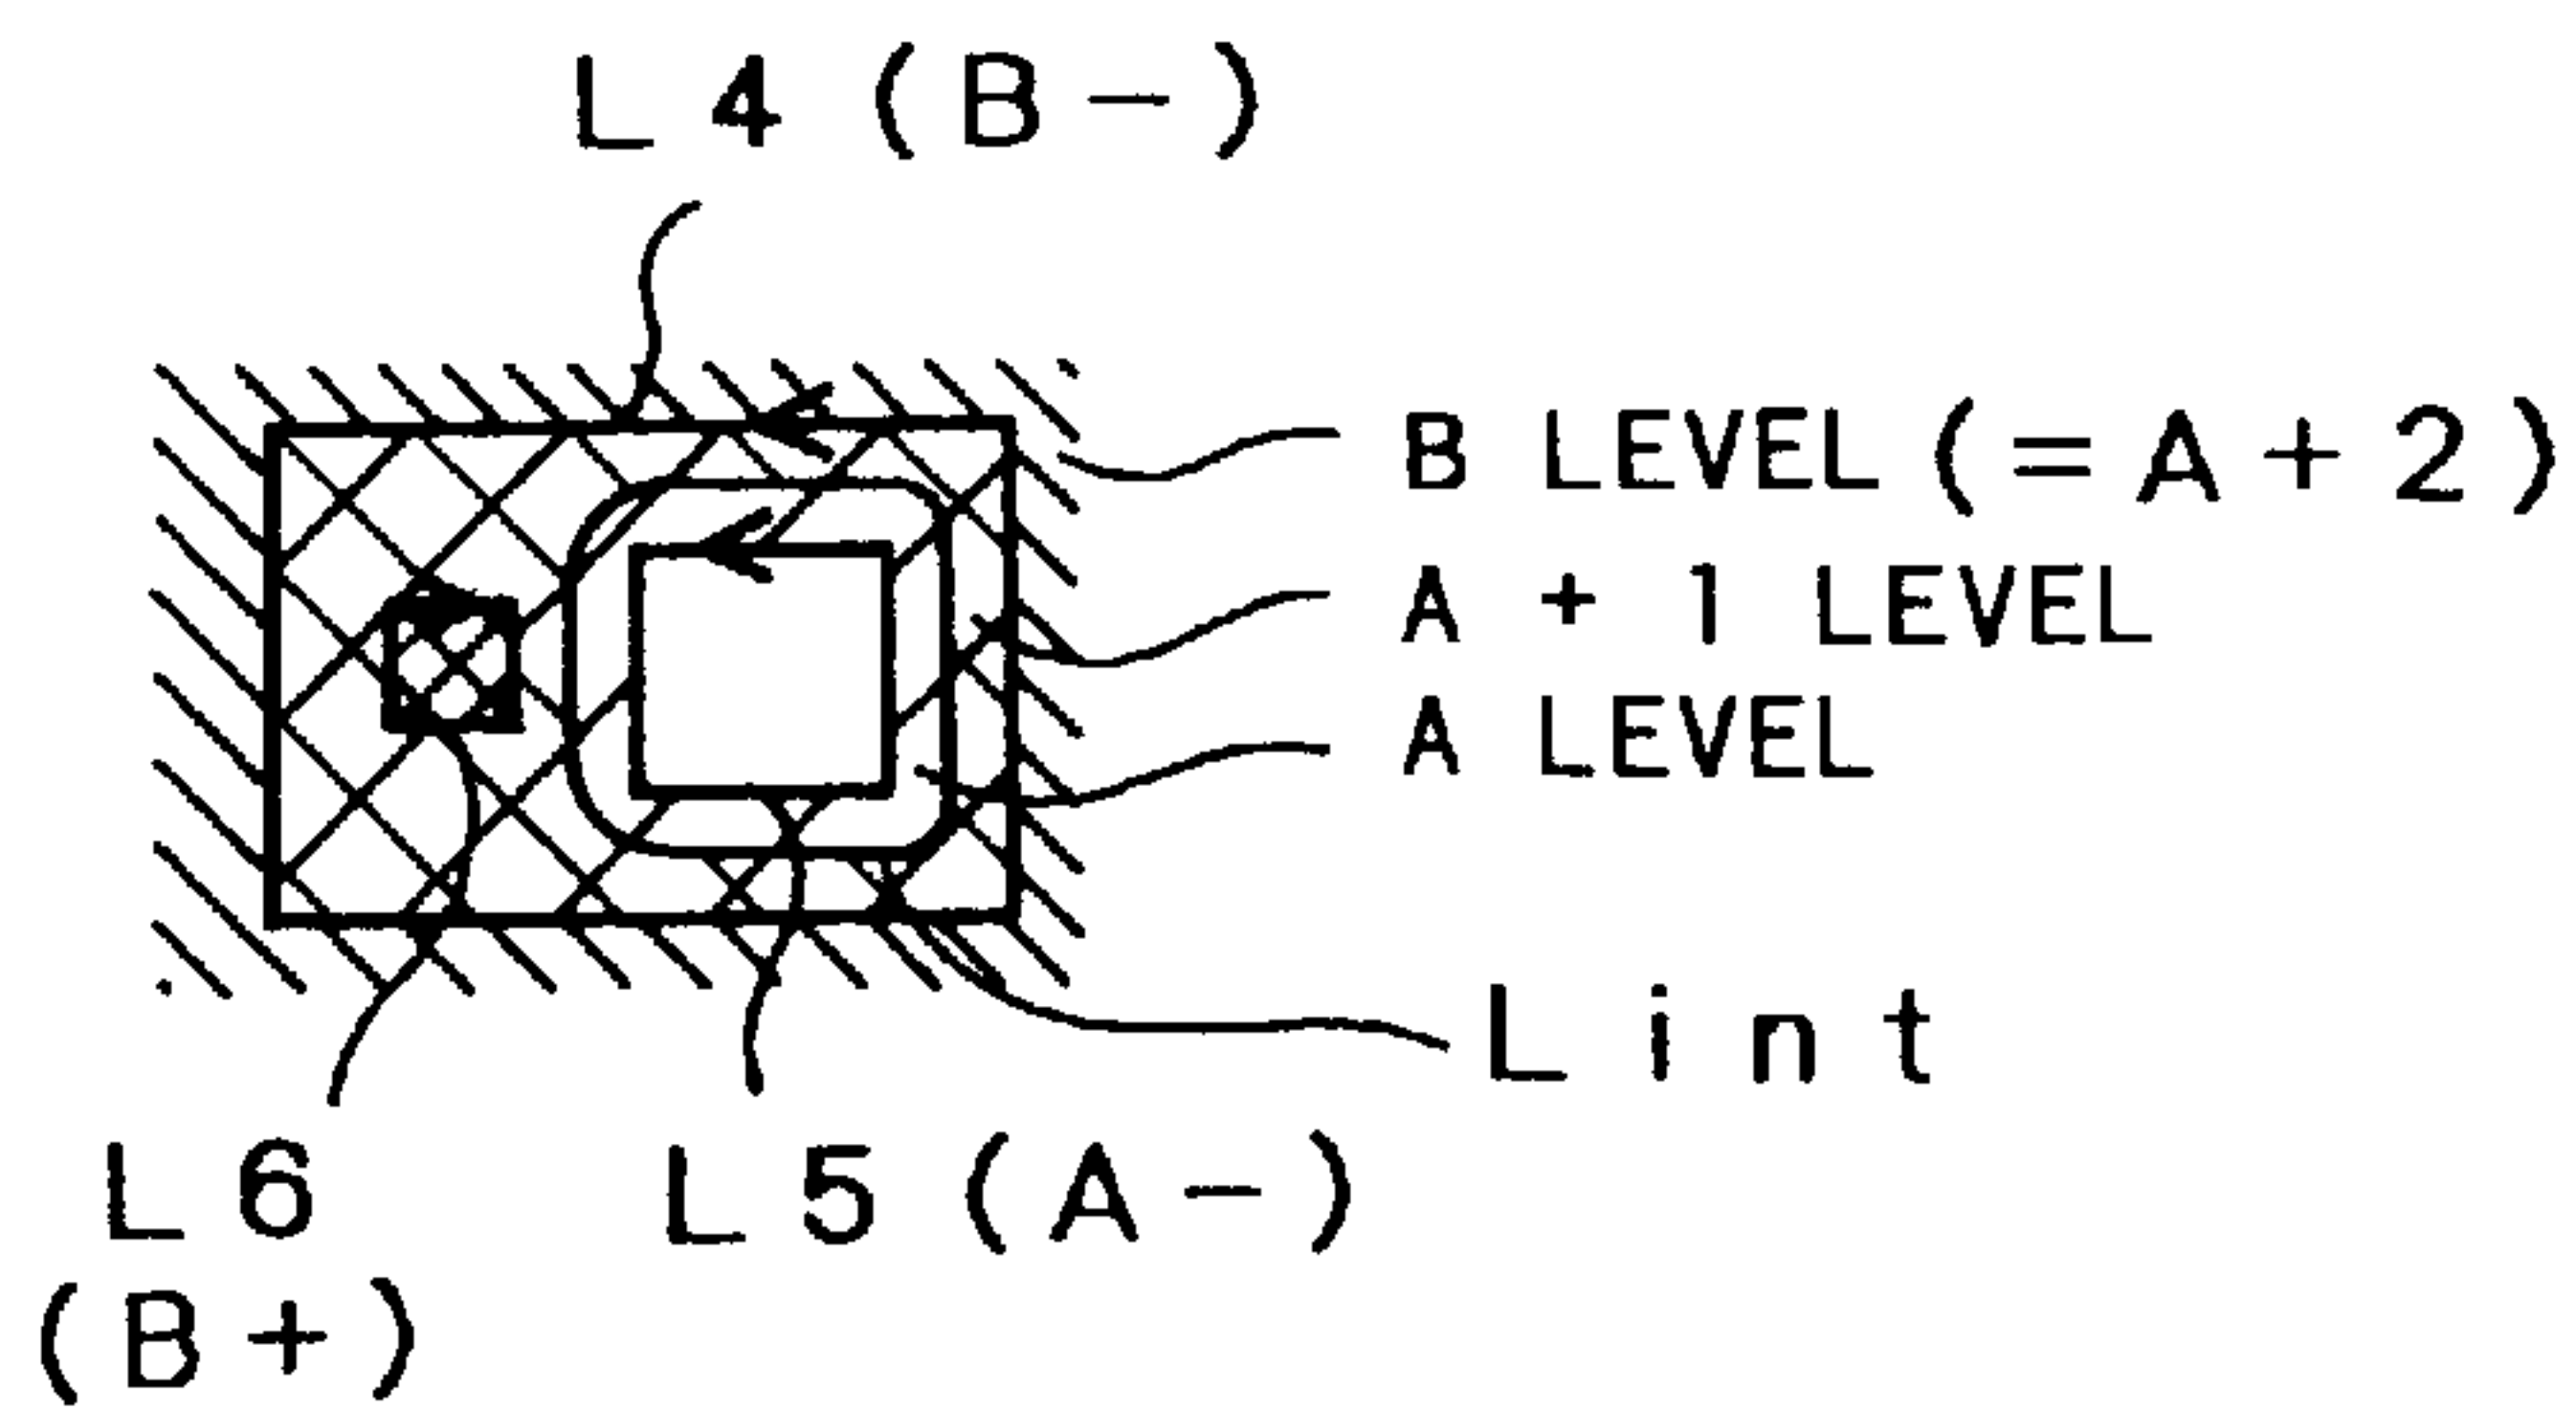 L4(B-)
B LEVEL(=A+2)
A+1 LEVEL
A LEVEL
Lint
L6
(B+)
L5(A-)